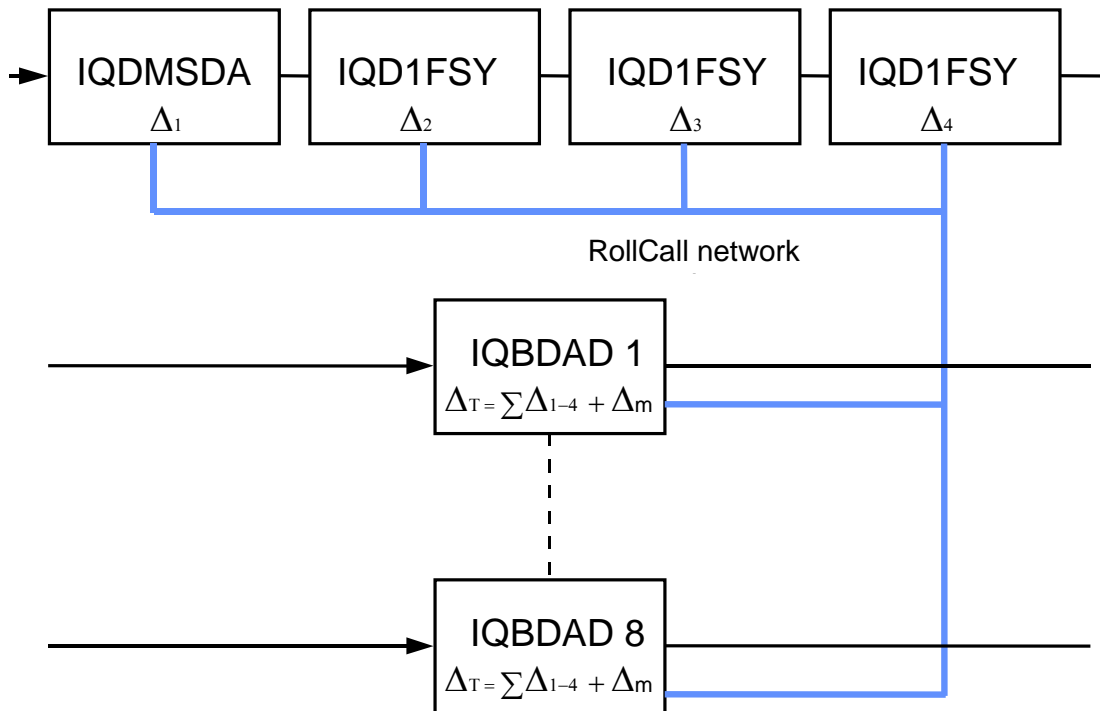 IQDMSDA
Δ1
IQD1FSY
Δ2
IQD1FSY
Δ3
IQD1FSY
Δ4
RollCall network
IQBDAD 1
ΔT = ∑Δ1–4 + Δm
IQBDAD 8
ΔT = ∑Δ1–4 + Δm